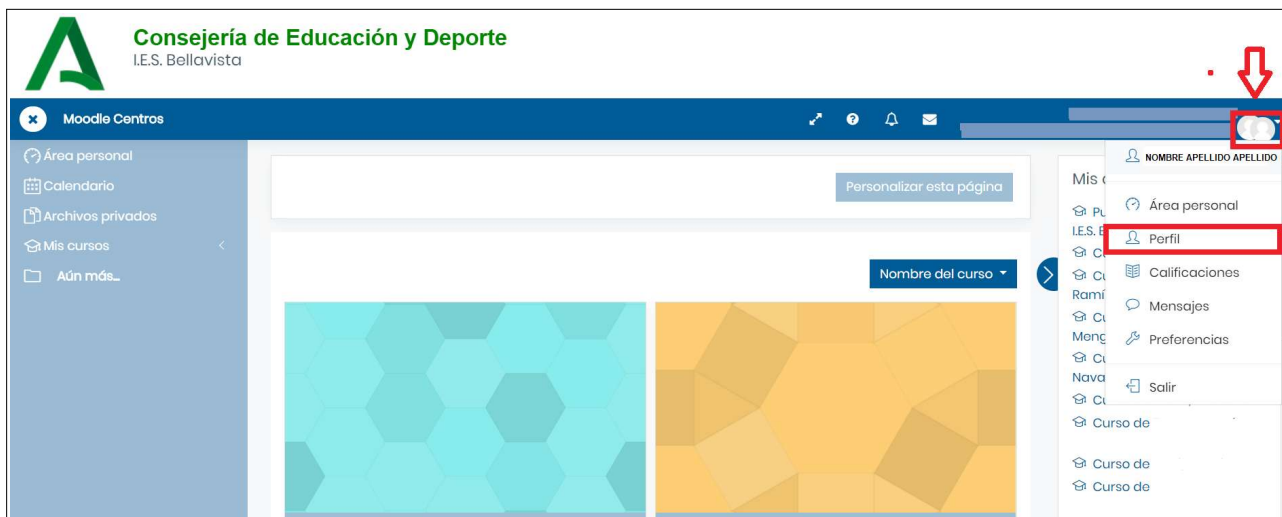 Consejería de Educación y Deporte
I.E.S. Bellavista
Moodle Centros
Área personal
Calendario
Archivos privados
Mis cursos
Aún más...
Personalizar esta página
Nombre del curso
NOMBRE APELLIDO APELLIDO
Área personal
Perfil
Calificaciones
Mensajes
Preferencias
Salir
Mis
I.E.S.
Curso de
Curso de
Curso de